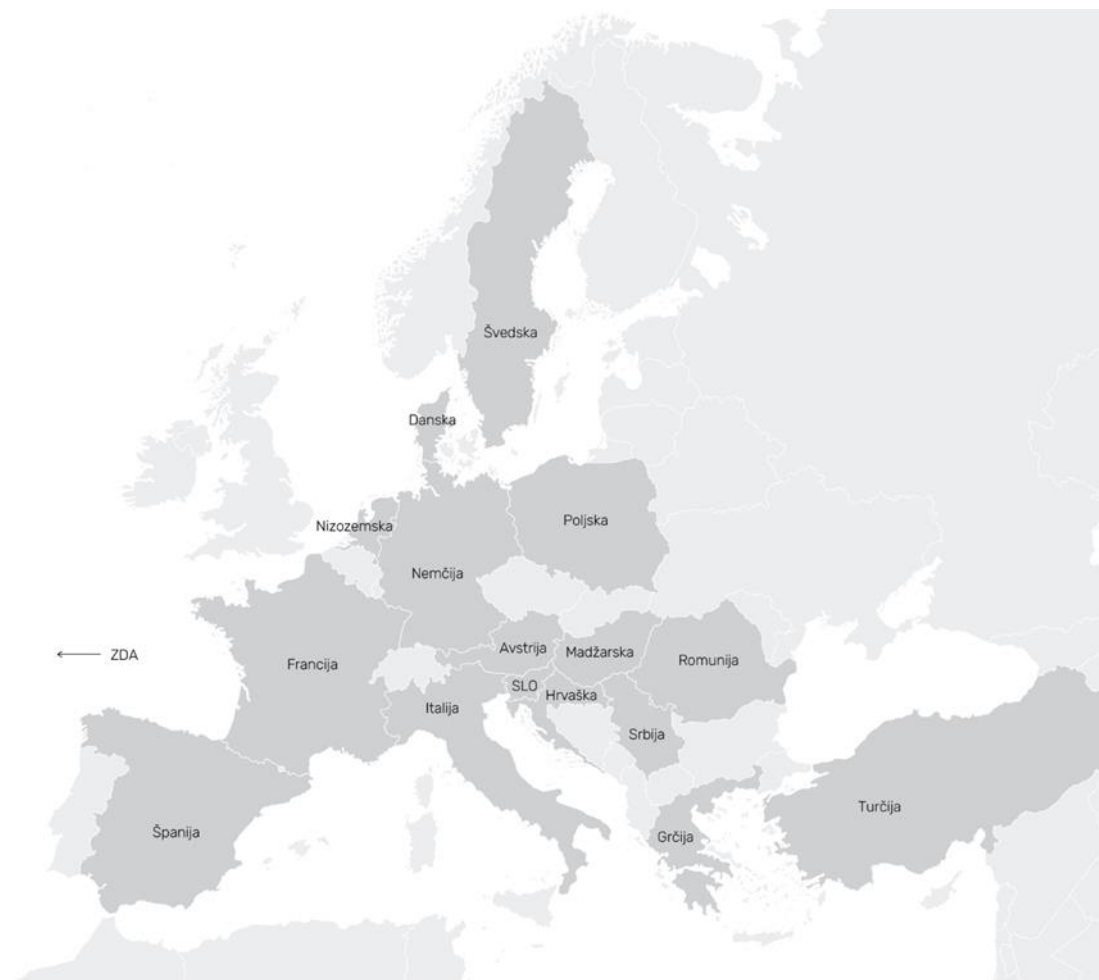 Švedska
Danska
Poljska
Nizozemska
Nemčija
Avstrija
Madžarska
ZDA
Francija
Romunija
SLO
Hrvaška
Italija
Srbija
Turčija
Španija
Grčija